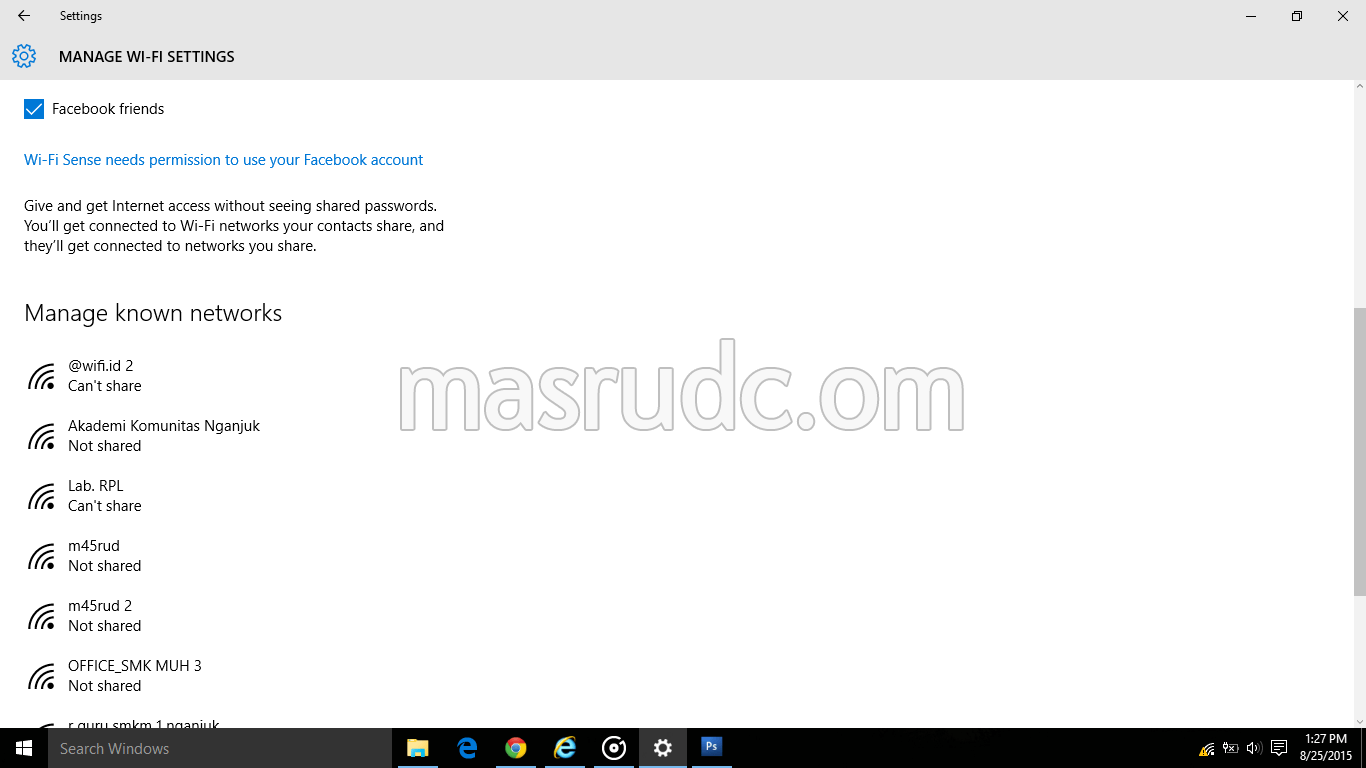 Settings
MANAGE WI-FI SETTINGS
Facebook friends
Wi-Fi Sense needs permission to use your Facebook account
Give and get Internet access without seeing shared passwords.
You'll get connected to Wi-Fi networks your contacts share, and
they'll get connected to networks you share.
Manage known networks
@wifi.id 2
Can't share
Akademi Komunitas Nganjuk
Not shared
Lab. RPL
Can't share
m45rud
Not shared
m45rud 2
Not shared
OFFICE_SMK MUH 3
Not shared
r guru smkm 1 nganjuk
masrudc.om
Search Windows
Ps
1:27 PM
8/25/2015